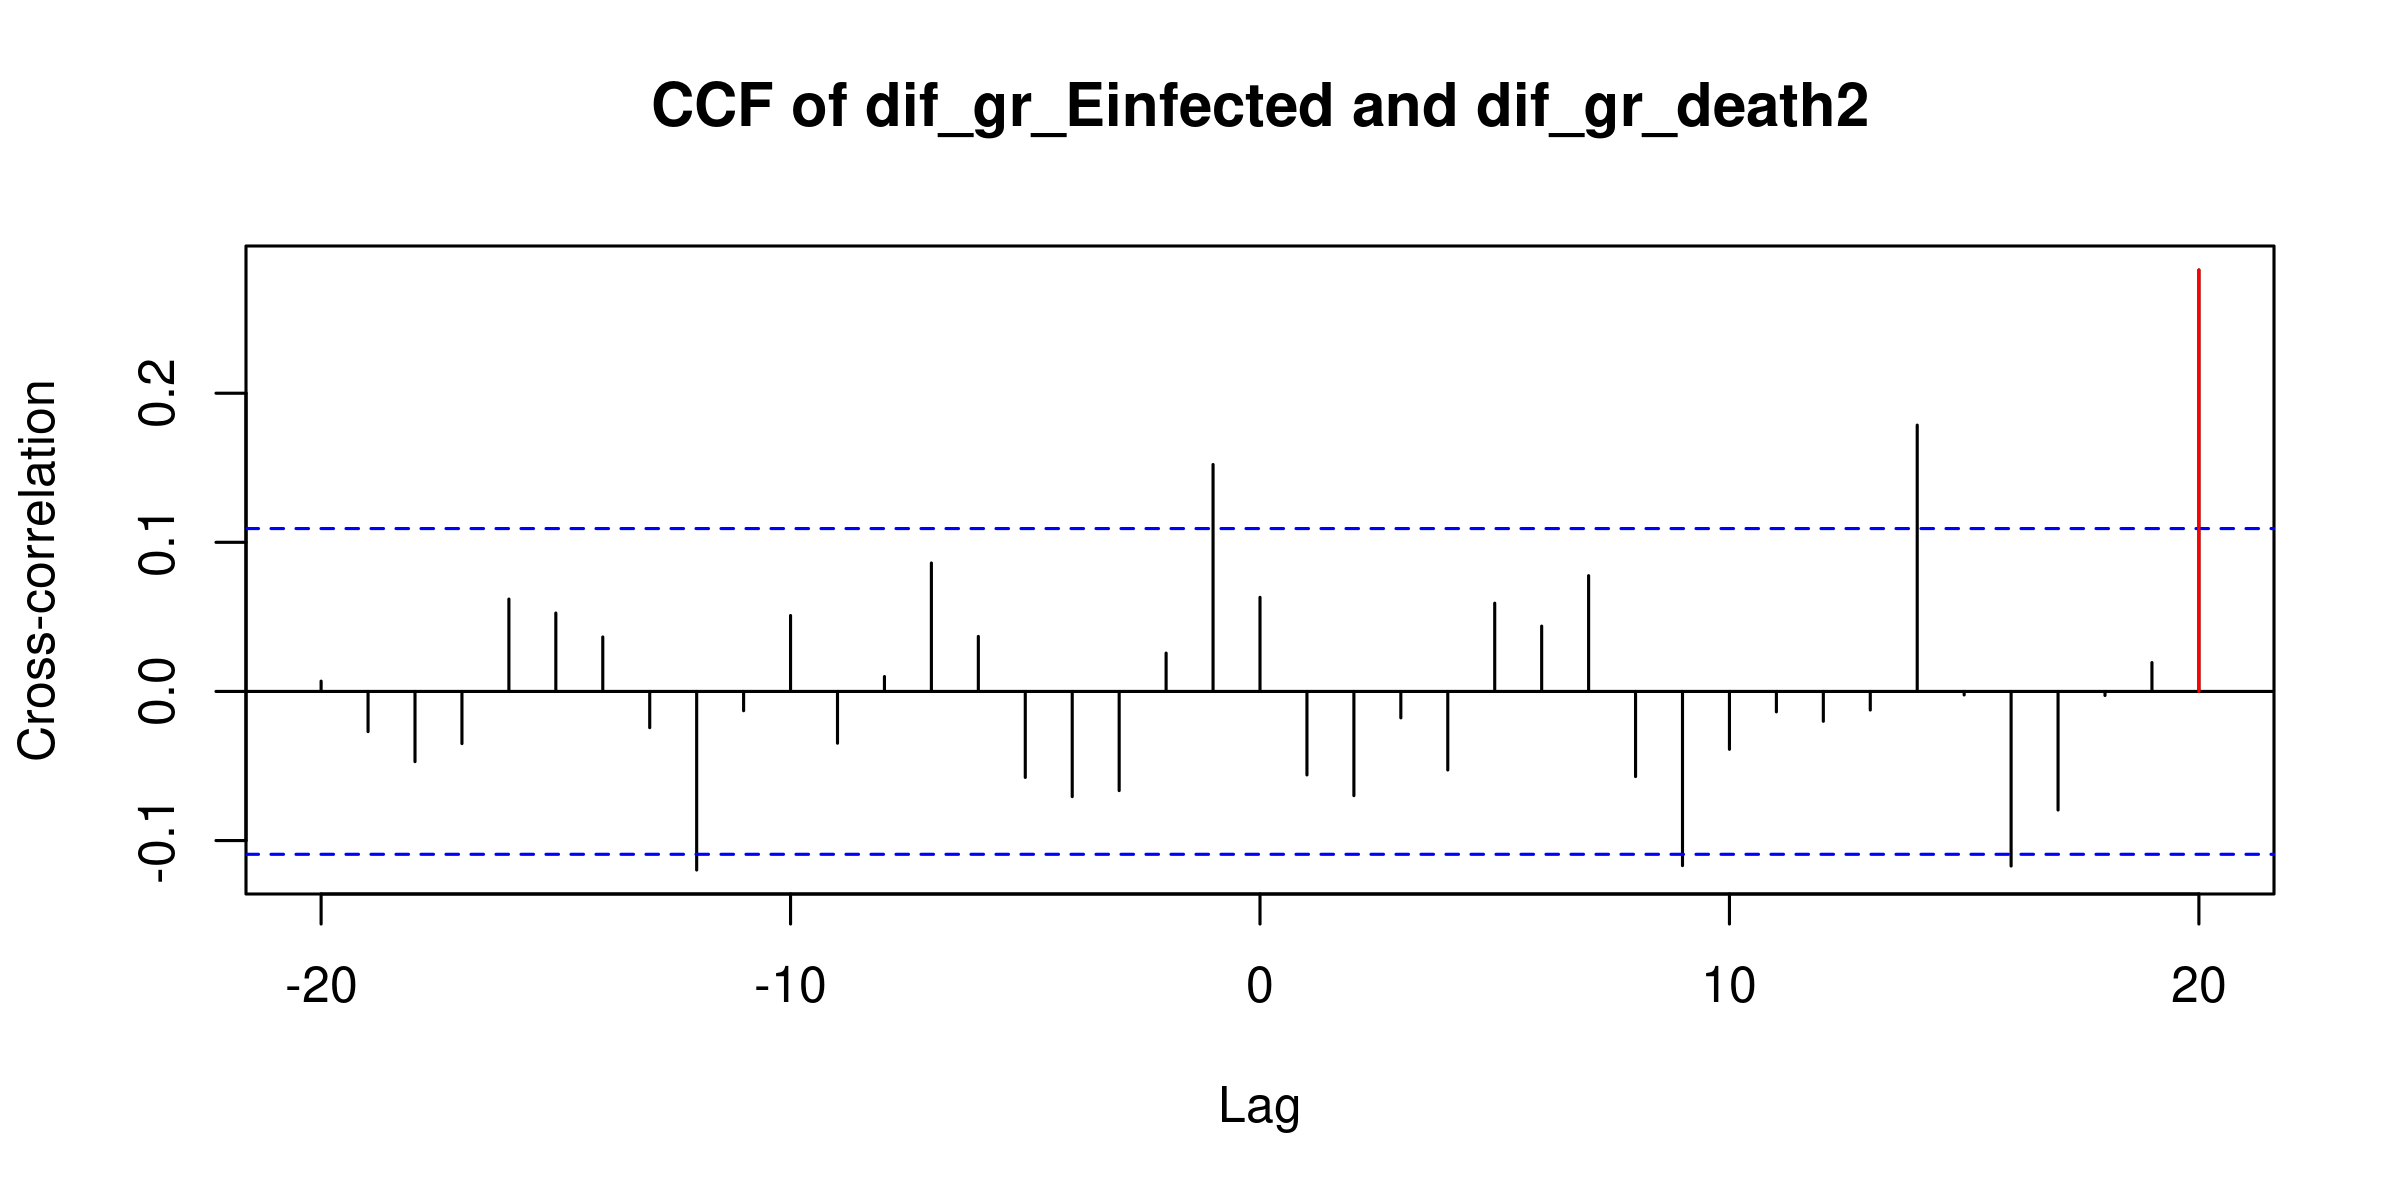 CCF of dif_gr_Einfected and dif_gr_death2
Cross-correlation
0.2
0.1
0.0
-0.1
-20 -10 0 10 20
Lag